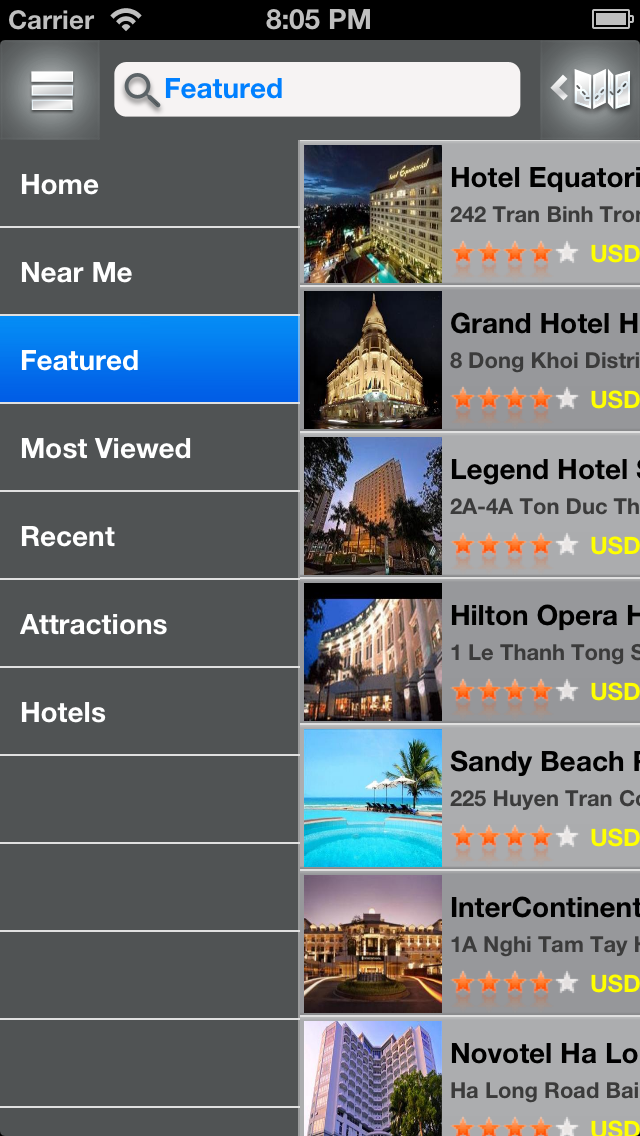 Carrier 8:05 PM
Featured
Home
Near Me
Featured
Most Viewed
Recent
Attractions
Hotels
Hotel Equatori
242 Tran Binh Tron
USD
Grand Hotel H
8 Dong Khoi Distri
USD
Legend Hotel S
2A-4A Ton Duc Th
USD
Hilton Opera H
1 Le Thanh Tong S
USD
Sandy Beach R
225 Huyen Tran Co
USD
InterContinent
1A Nghi Tam Tay H
USD
Novotel Ha Lo
Ha Long Road Bai
USD